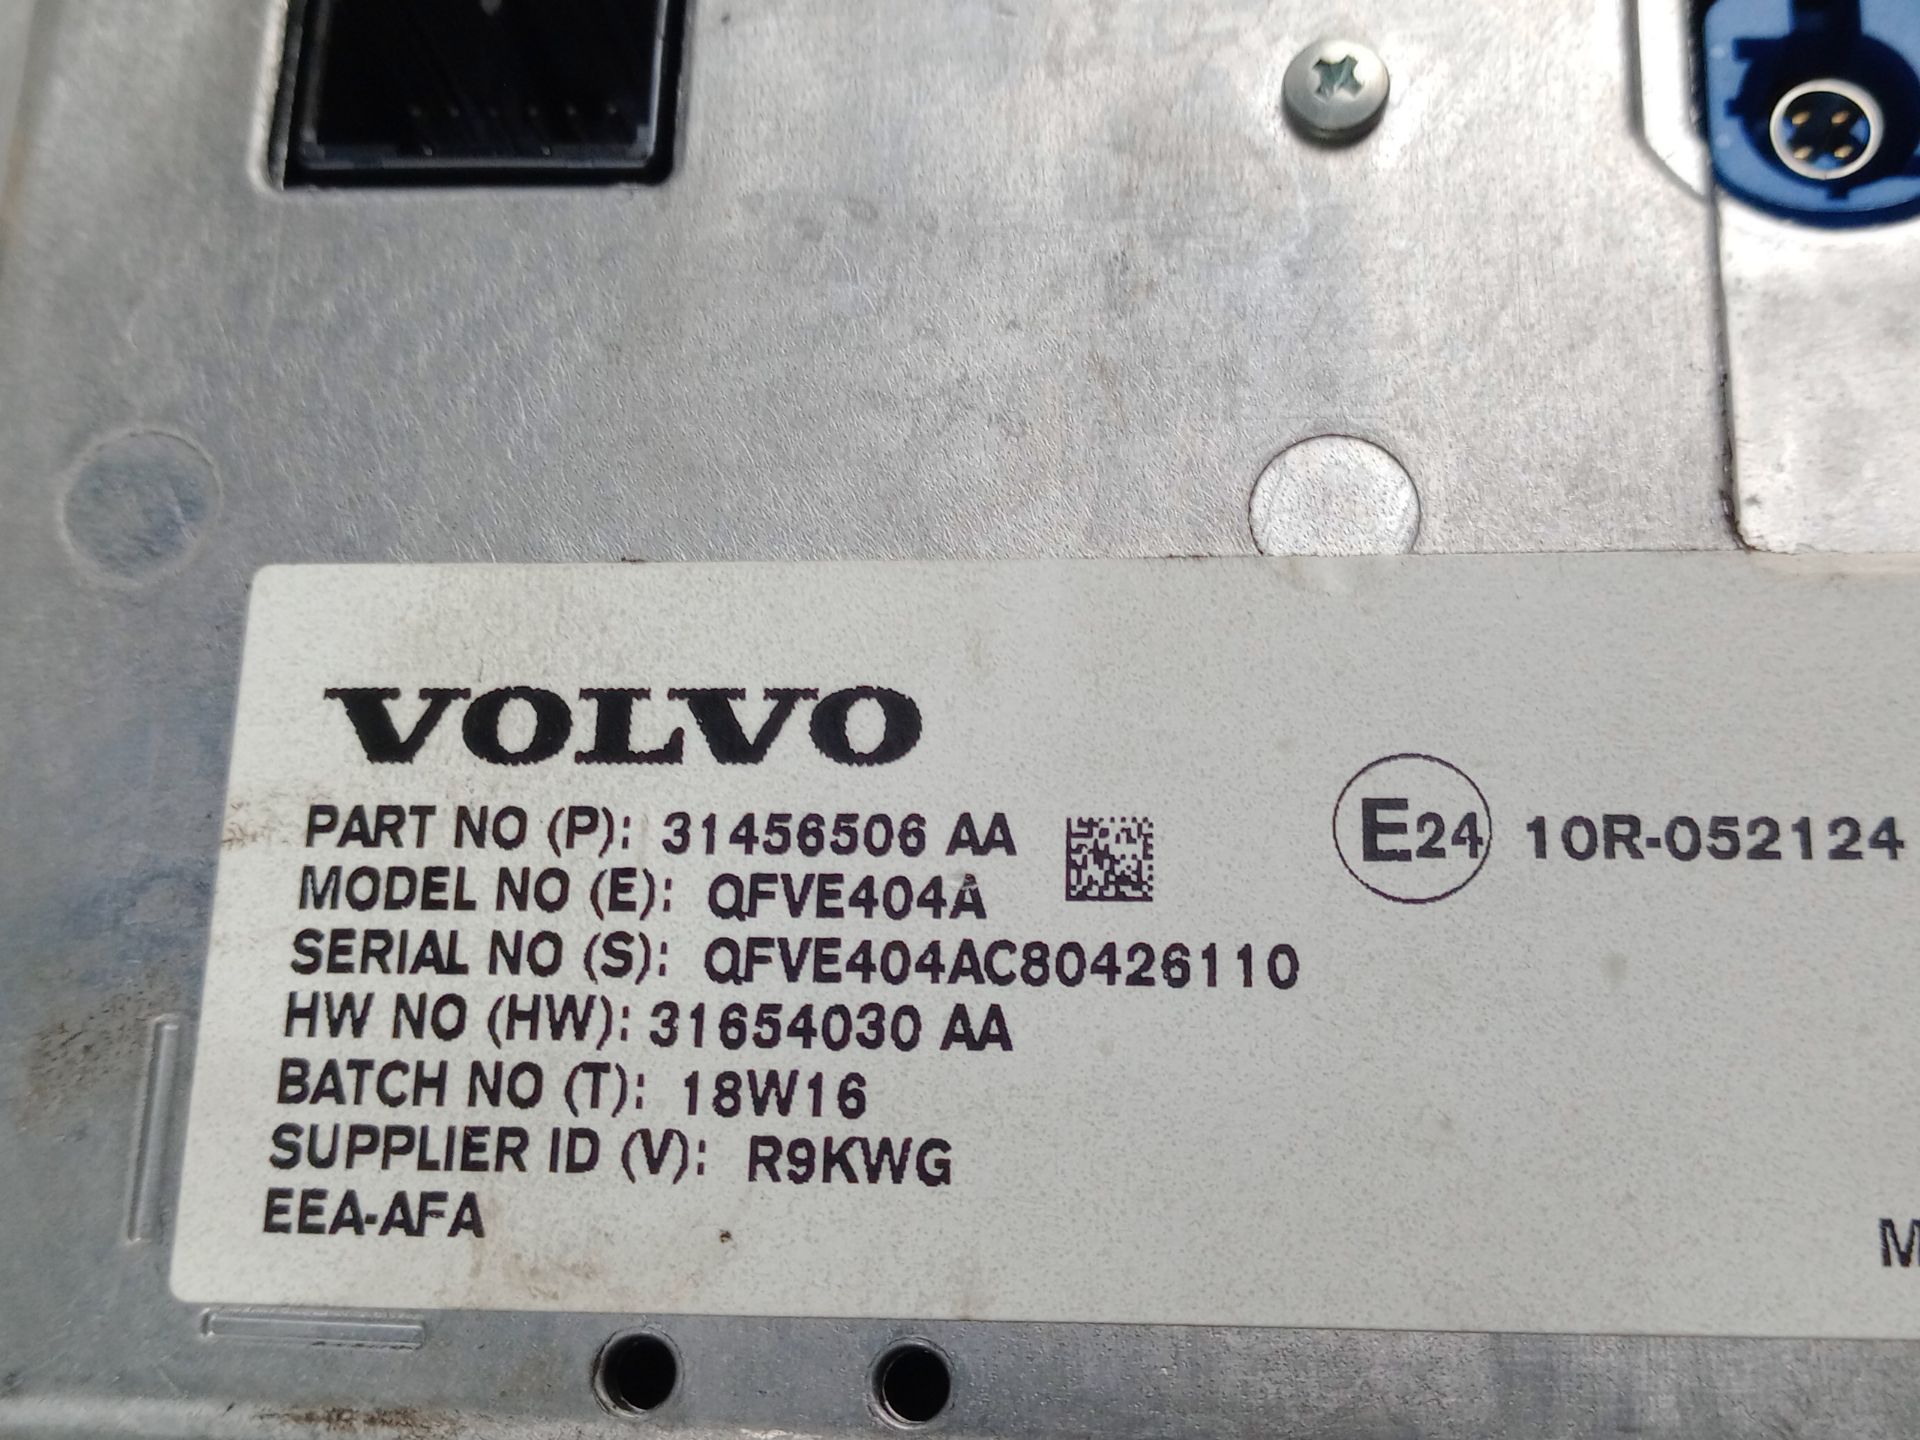 VOLVO
PART NO (P): 31456506 AA
MODEL NO (E): QFVE404A
SERIAL NO (S): QFVE404AC80426110
HW NO (HW): 31654030 AA
BATCH NO (T): 18W16
SUPPLIER ID (V): R9KWG
EEA-AFA
E24 10R-052124